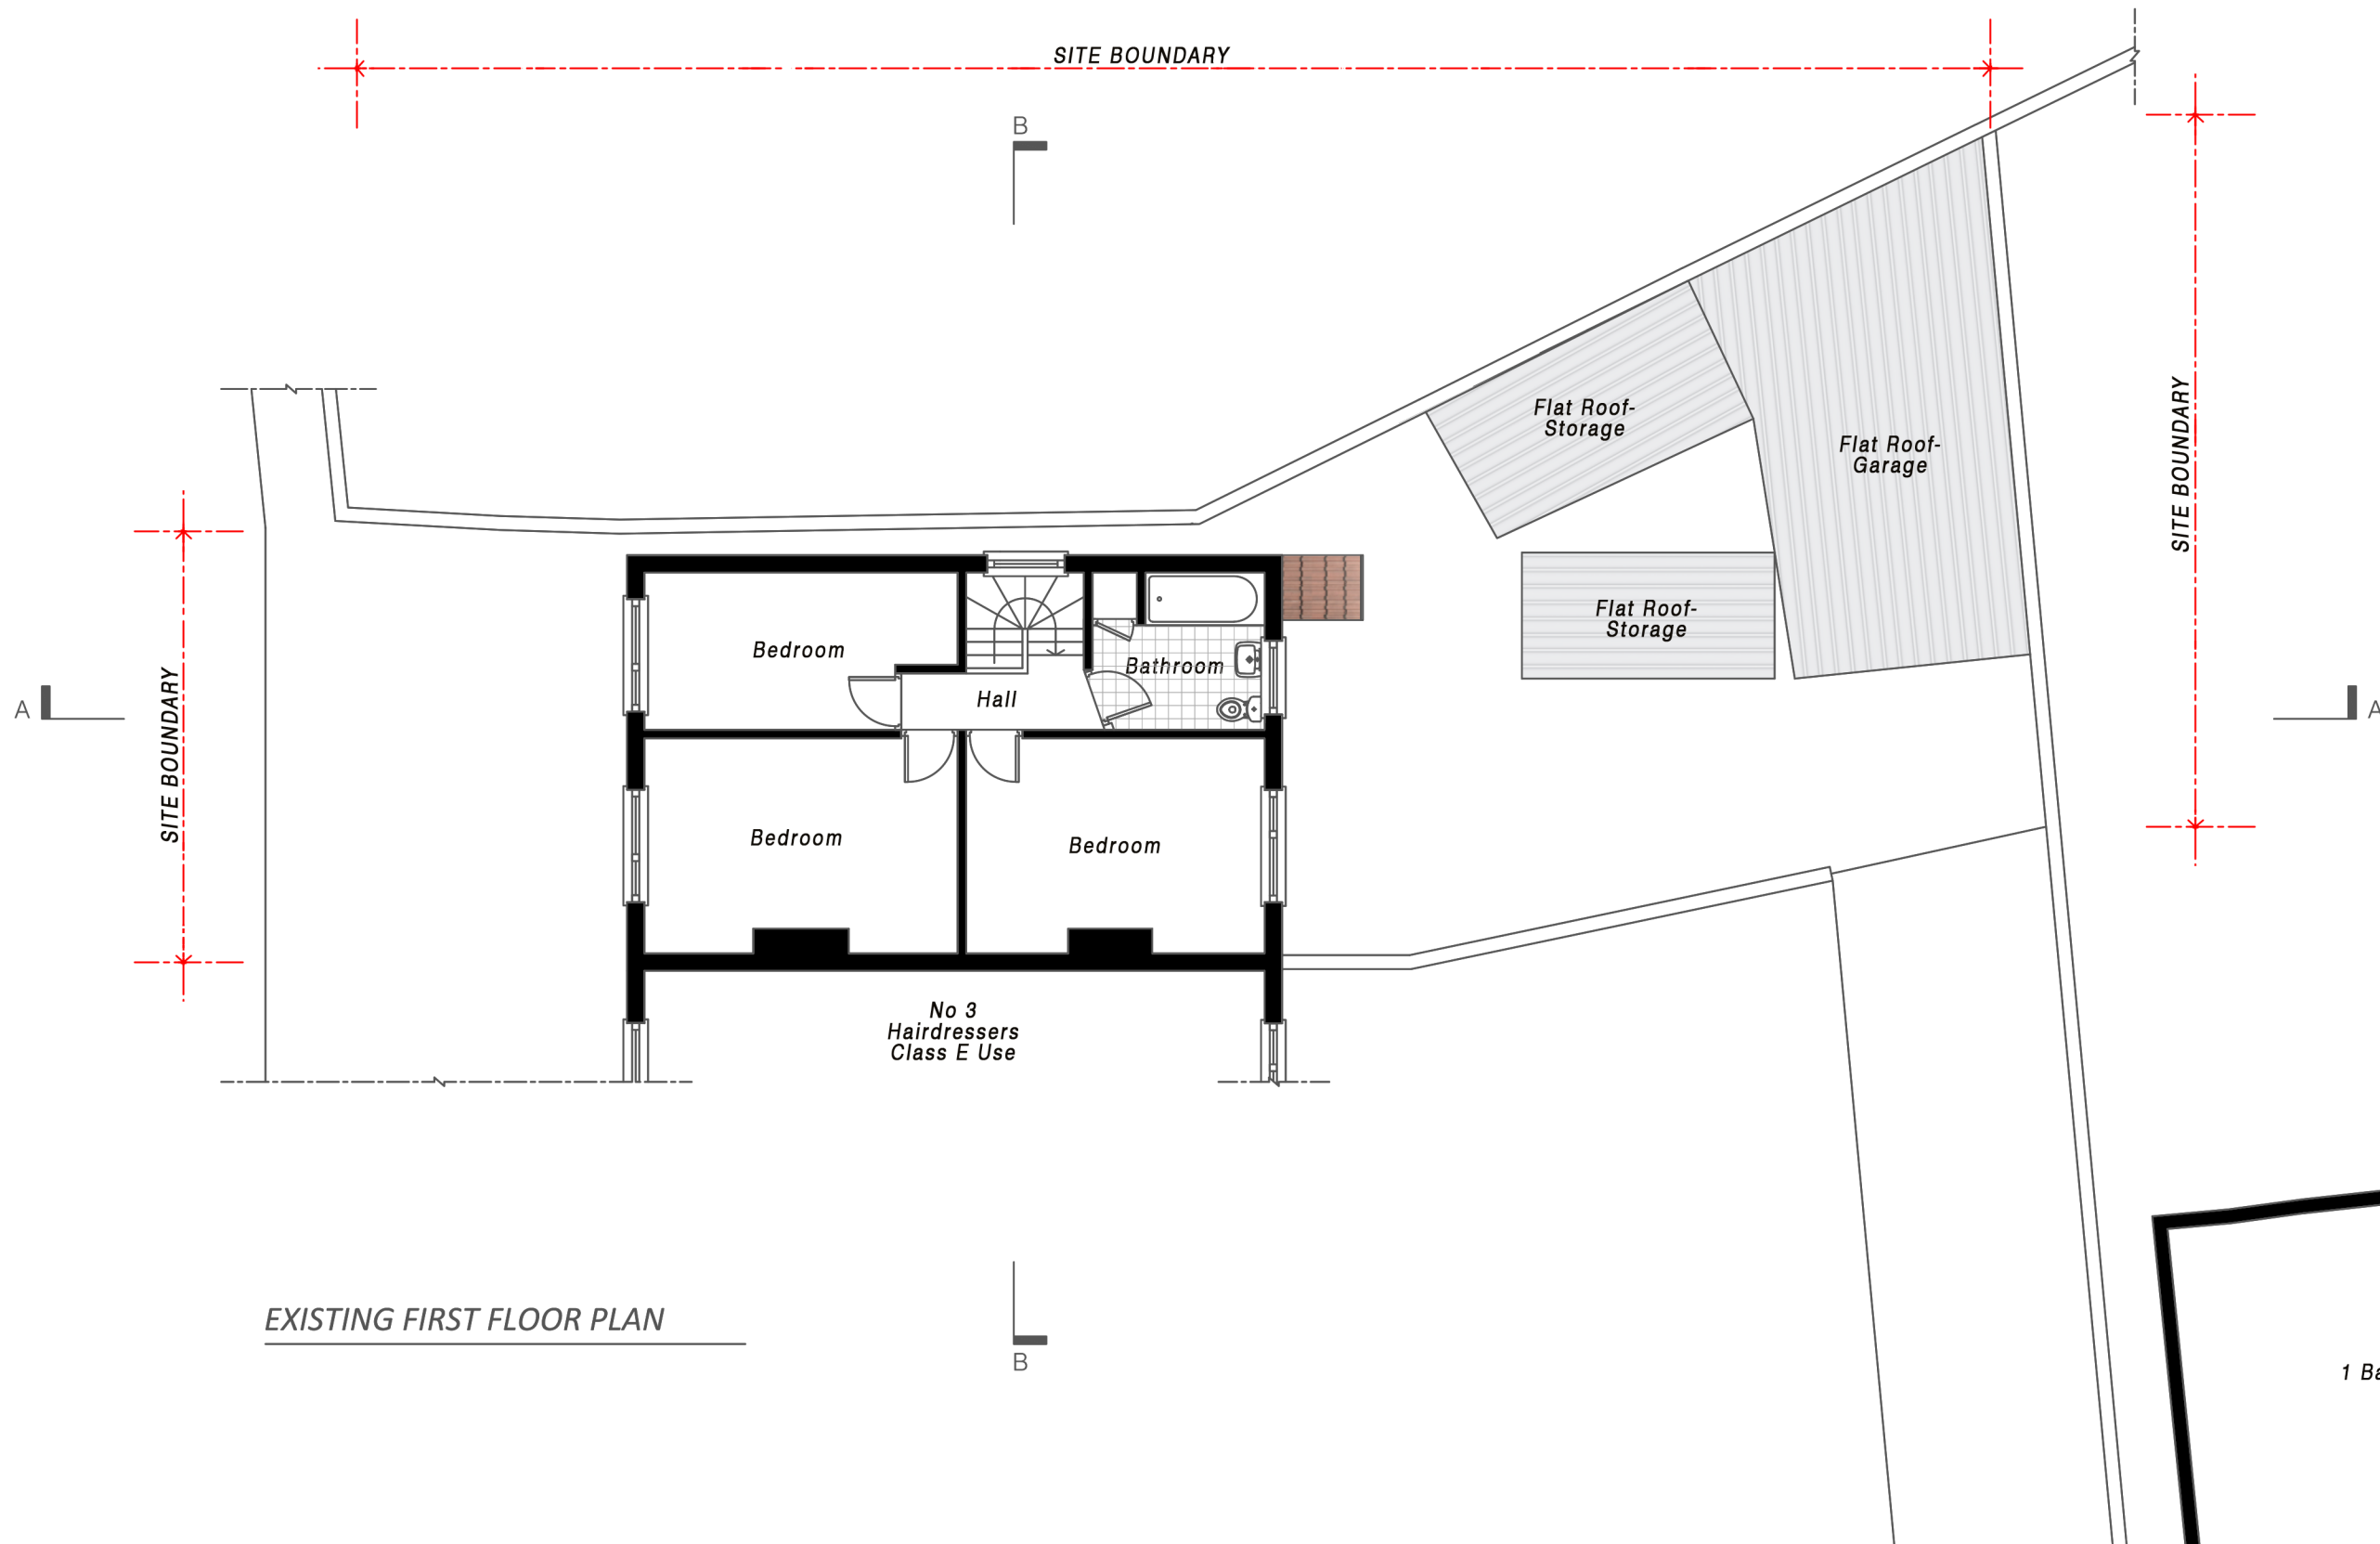 SITE BOUNDARY
B
SITE BOUNDARY
Flat Roof-
Storage
Flat Roof-
Garage
Flat Roof-
Storage
Bedroom
Bathroom
Hall
A
A
SITE BOUNDARY
Bedroom
Bedroom
No 3
Hairdressers
Class E Use
EXISTING FIRST FLOOR PLAN
B
1